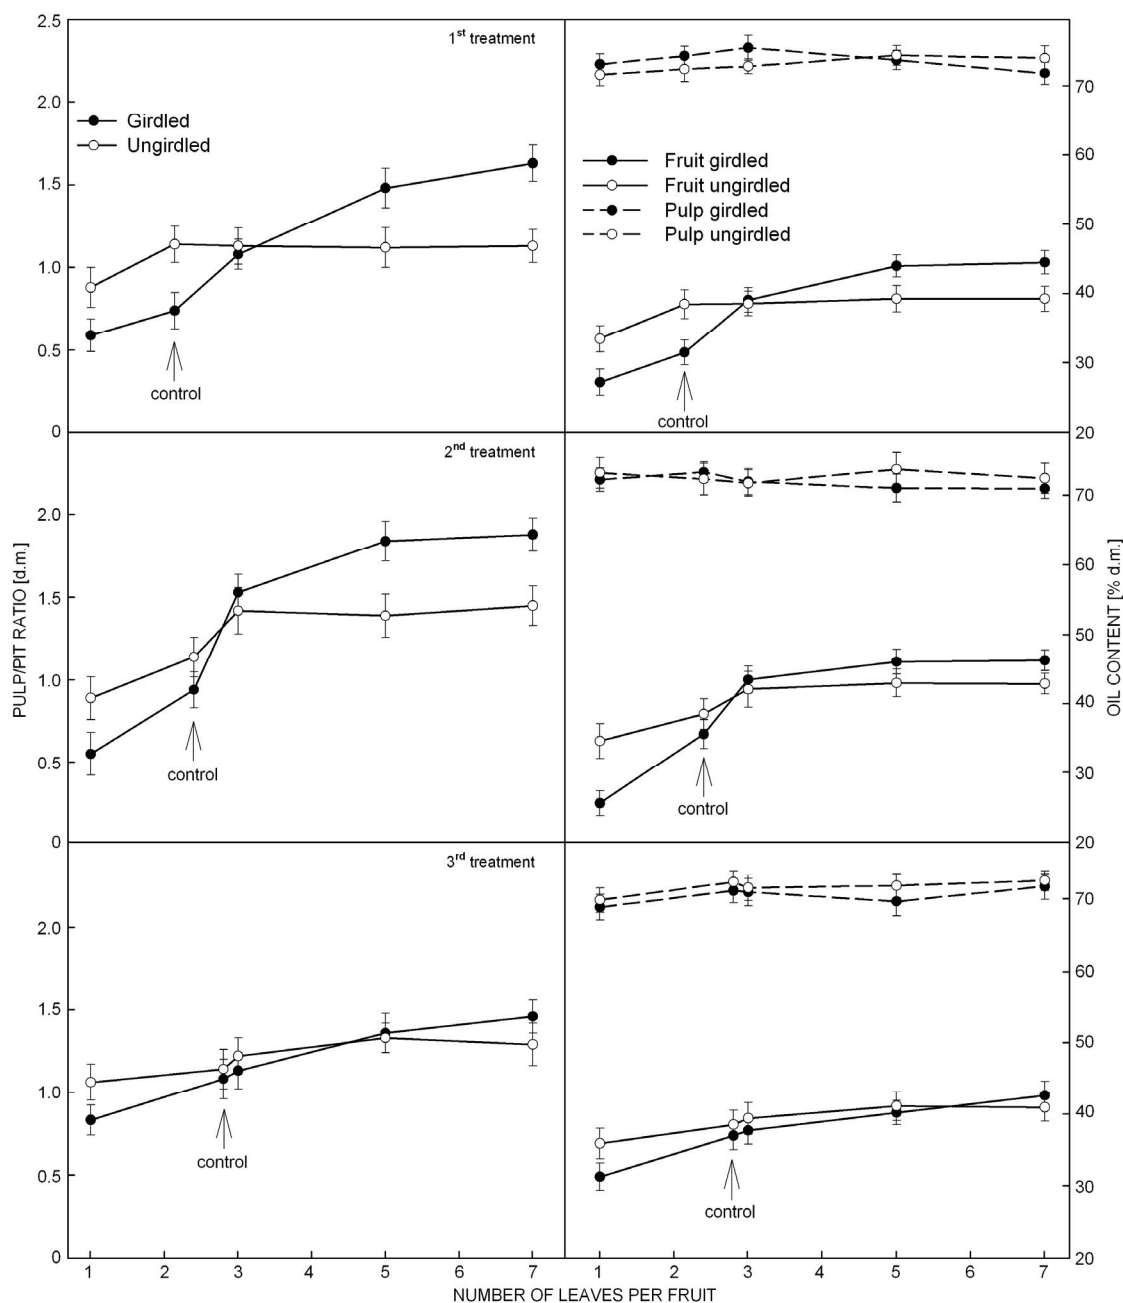 2.5
1st treatment
2.0
Girdled
Ungirdled
1.5
1.0
0.5
control
0
70
60
Fruit girdled
Fruit ungirdled
Pulp girdled
Pulp ungirdled
50
40
30
control
20
2nd treatment
2.0
1.5
1.0
0.5
control
0
PULP/PIT RATIO [d.m.]
70
60
50
40
30
control
20
OIL CONTENT [% d.m.]
3rd treatment
2.0
1.5
1.0
0.5
control
0
70
60
50
40
30
control
20
1 2 3 4 5 6 7
1 2 3 4 5 6 7
NUMBER OF LEAVES PER FRUIT